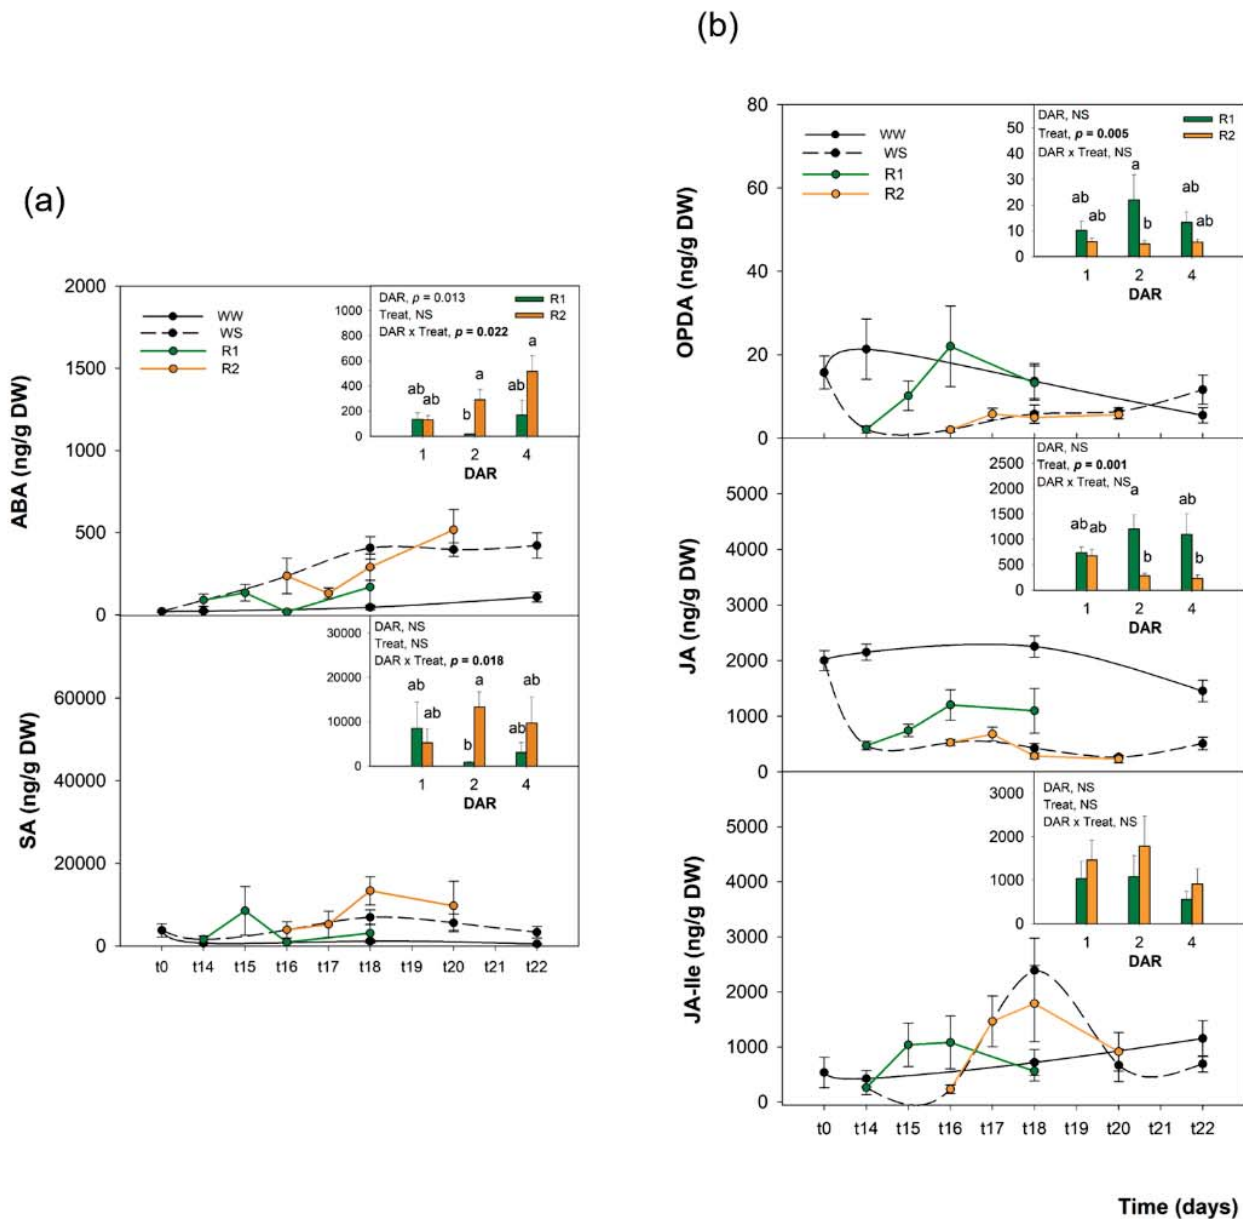 (a)
2000
1500
1000
500
0
ABA (ng/g DW)
WW
WS
R1
R2
DAR, p = 0.013
Treat, NS
DAR x Treat, p = 0.022
R1
R2
1000
800
600
400
200
0
ab
ab
b
a
ab
a
1 2 4
DAR
60000
40000
20000
0
SA (ng/g DW)
DAR, NS
Treat, NS
DAR x Treat, p = 0.018
30000
20000
10000
0
ab
ab
b
a
ab
ab
1 2 4
DAR
t0 t14 t15 t16 t17 t18 t19 t20 t21 t22
(b)
80
60
40
20
0
OPDA (ng/g DW)
WW
WS
R1
R2
DAR, NS
Treat, p = 0.005
DAR x Treat, NS
R1
R2
50
40
30
20
10
0
ab
ab
a
b
ab
ab
1 2 4
DAR
5000
4000
3000
2000
1000
0
JA (ng/g DW)
DAR, NS
Treat, p = 0.001
DAR x Treat, NS
2500
2000
1500
1000
500
0
ab ab
a
b
ab
b
1 2 4
DAR
5000
4000
3000
2000
1000
0
JA-Ile (ng/g DW)
DAR, NS
Treat, NS
DAR x Treat, NS
3000
2000
1000
0
1 2 4
DAR
t0 t14 t15 t16 t17 t18 t19 t20 t21 t22
Time (days)